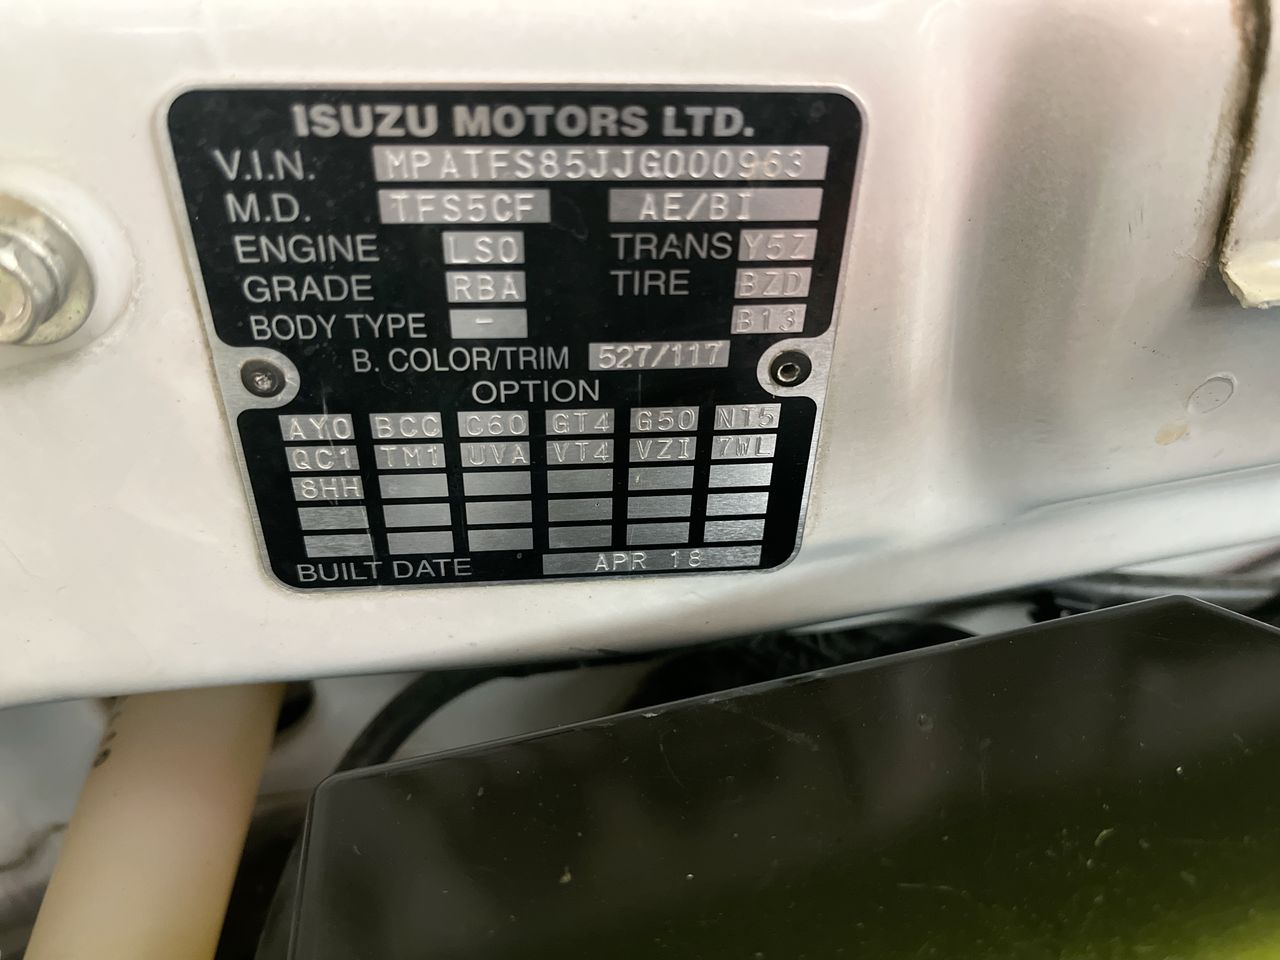 ISUZU MOTORS LTD.
V.I.N. MPATFS85JJG000963
M.D. TFS5CF AE/BI
ENGINE LS0 TRANS Y5Z
GRADE RBA TIRE BZD
BODY TYPE - B13
B. COLOR/TRIM 527/117
OPTION
AY0 BCC C60 GT4 G50 NT5
QC1 TM1 UVA VT4 VZI 7WL
8HH
BUILT DATE APR 18